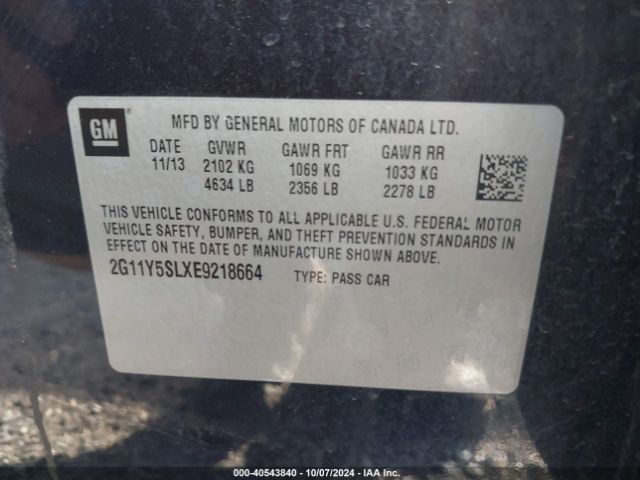 GM ®
MFD BY GENERAL MOTORS OF CANADA LTD.
DATE GVWR GAWR FRT GAWR RR
11/13 2102 KG 1069 KG 1033 KG
4634 LB 2356 LB 2278 LB
THIS VEHICLE CONFORMS TO ALL APPLICABLE U.S. FEDERAL MOTOR
VEHICLE SAFETY, BUMPER, AND THEFT PREVENTION STANDARDS IN
EFFECT ON THE DATE OF MANUFACTURE SHOWN ABOVE.
2G11Y5SLXE9218664 TYPE: PASS CAR
000-40543840 - 10/07/2024 - IAA Inc.